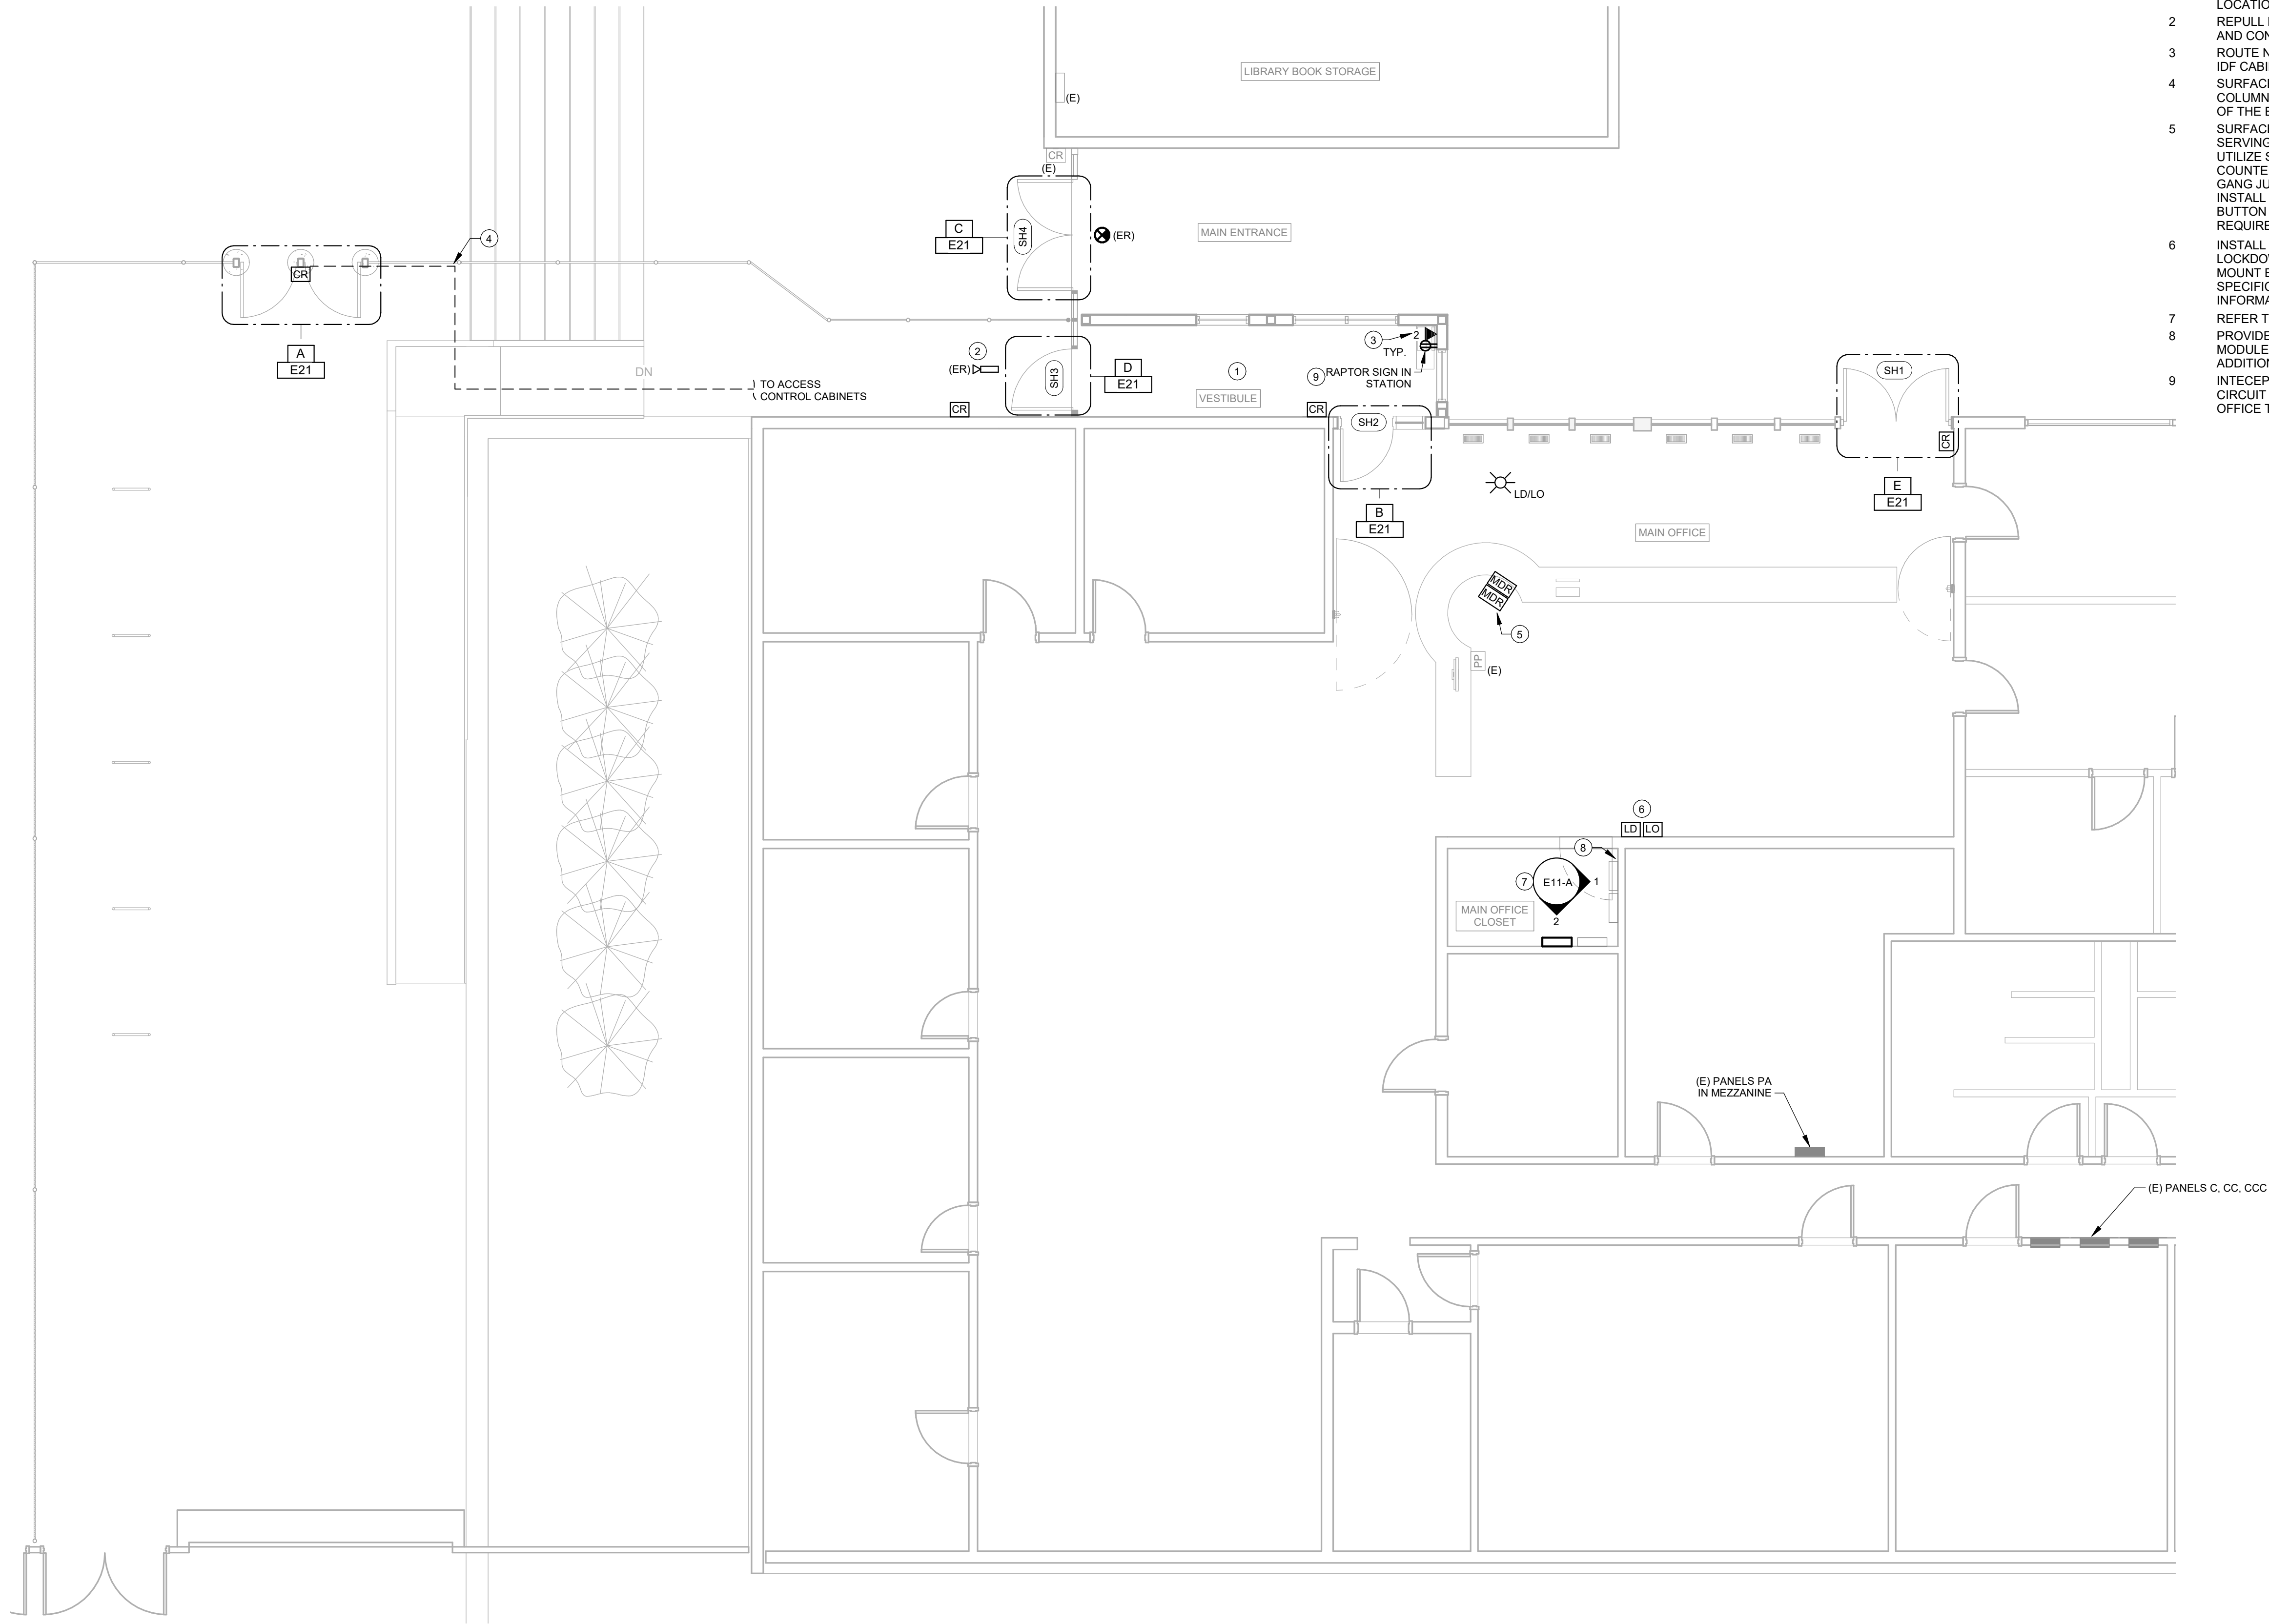 LIBRARY BOOK STORAGE
(E)
CR
(E)
C
E21
SH4
(ER)
MAIN ENTRANCE
4
CR
A
E21
DN
TO ACCESS
CONTROL CABINETS
2
(ER)
SH3
D
E21
CR
1
VESTIBULE
3
2
TYP.
9
RAPTOR SIGN IN
STATION
CR
SH2
B
E21
LD/LO
SH1
CR
E
E21
MAIN OFFICE
MDR
MDR
5
PP
(E)
6
LD
LO
8
7
E11-A
1
2
MAIN OFFICE
CLOSET
(E) PANELS PA
IN MEZZANINE
(E) PANELS C, CC, CCC
2
REPULL
AND CON
3
ROUTE N
IDF CABI
4
SURFAC
COLUMN
OF THE
5
SURFAC
SERVING
UTILIZE S
COUNTE
GANG JU
INSTALL
BUTTON
REQUIRE
6
INSTALL
LOCKDO
MOUNT
SPECIFI
INFORMA
7
REFER T
8
PROVIDE
MODULE
ADDITION
9
INTECEP
CIRCUIT
OFFICE T